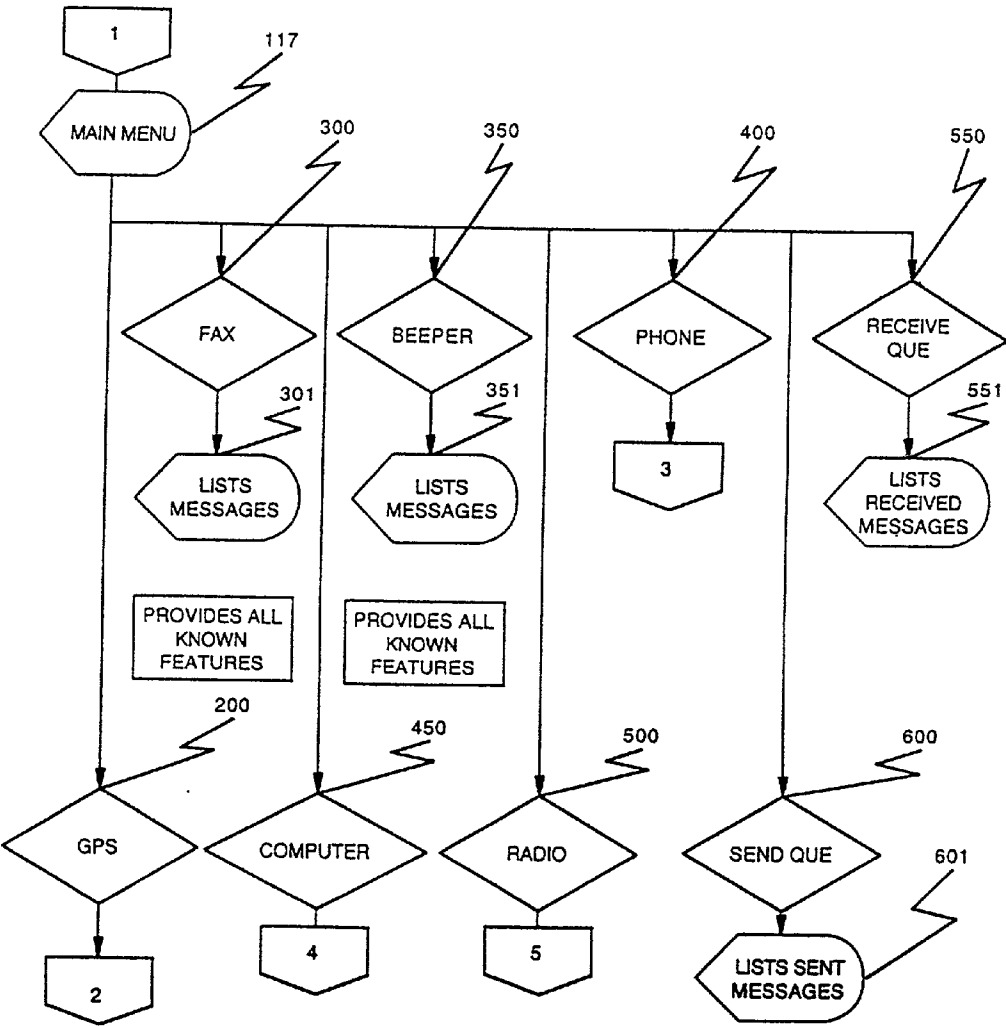 1
117
MAIN MENU
300
350
400
550
FAX
BEEPER
PHONE
RECEIVE
QUE
301
351
551
3
LISTS
MESSAGES
LISTS
MESSAGES
LISTS
RECEIVED
MESSAGES
PROVIDES ALL
KNOWN
FEATURES
PROVIDES ALL
KNOWN
FEATURES
200
450
500
600
GPS
COMPUTER
RADIO
SEND QUE
601
2
4
5
LISTS SENT
MESSAGES